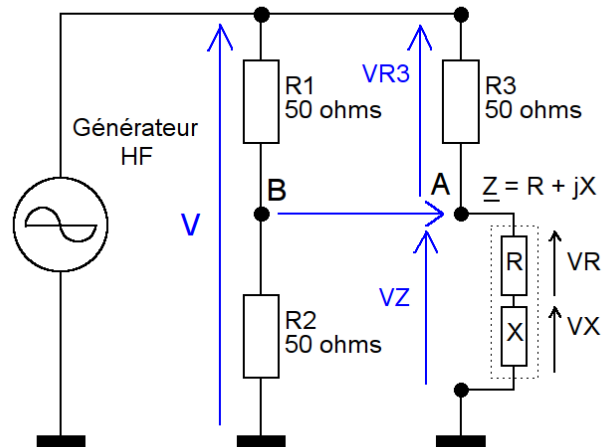 R1
50 ohms
VR3
R3
50 ohms
Générateur
HF
B
A
Z = R + jX
V
R
VR
VZ
X
VX
R2
50 ohms